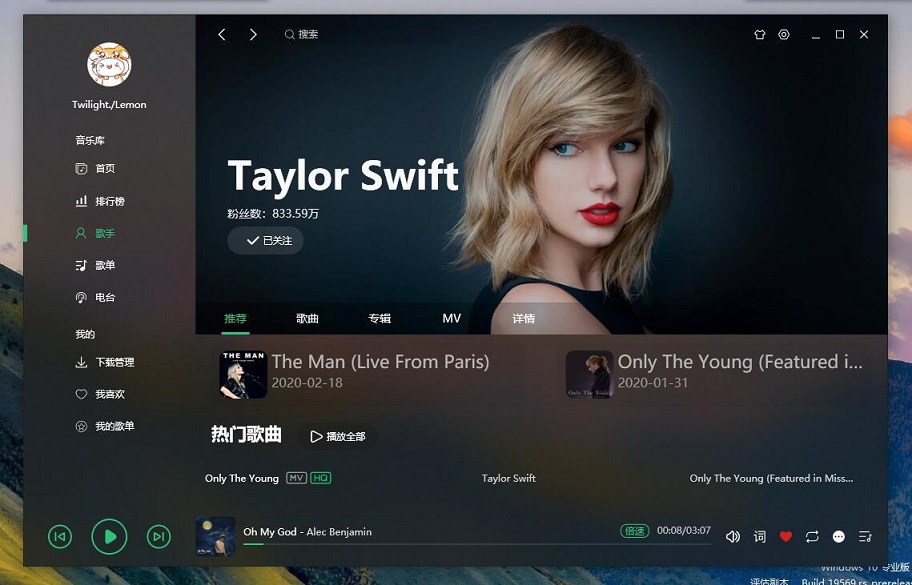 搜索
Twilight./Lemon
音乐库
首页
排行榜
歌手
歌单
电台
我的
下载管理
我喜欢
我的歌单
Taylor Swift
粉丝数：833.59万
已关注
推荐 歌曲 专辑 MV 详情
THE MAN
The Man (Live From Paris)
2020-02-18
Only The Young
Only The Young (Featured i...
2020-01-31
热门歌曲 播放全部
Only The Young MV HQ Taylor Swift Only The Young (Featured in Miss...
Oh My God - Alec Benjamin 倍速 00:08/03:07 词
Windows 10 专业版
评估副本 Build 19569.rs_prerelea